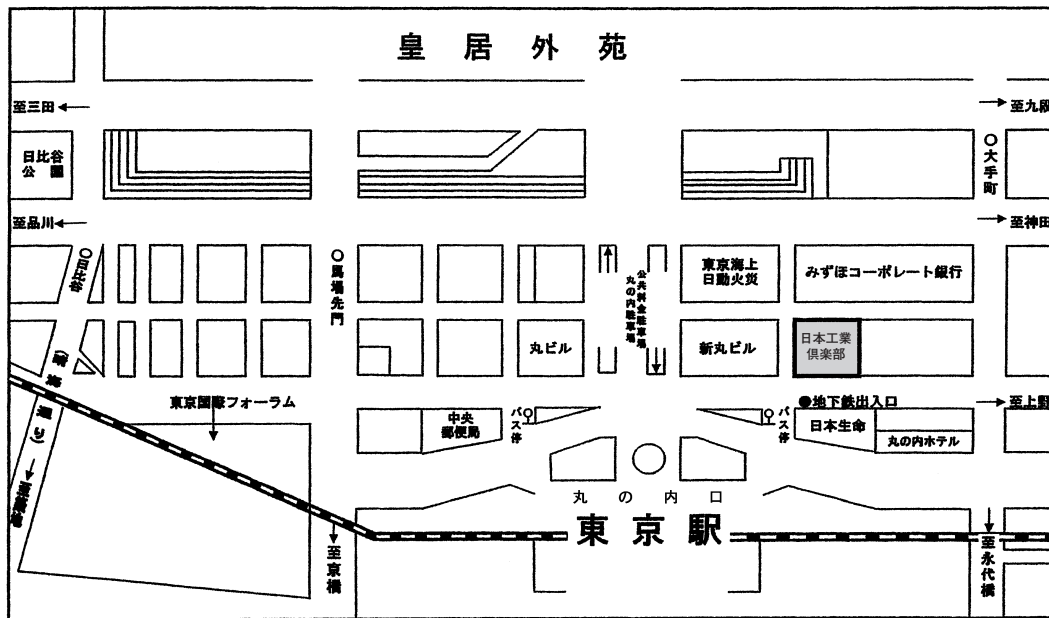 皇居外苑
至三田
至九段
日比谷
公園
大手町
至品川
至神田
日比谷
馬場先門
公共料金駐車場
丸の内駐車場
東京海上
日動火災
みずほコーポレート銀行
丸ビル
新丸ビル
日本工業
倶楽部
東京国際フォーラム
地下鉄出入口
至上野
中央
郵便局
バス停
バス停
日本生命
丸の内ホテル
丸の内口
東京駅
至京橋
至永代橋